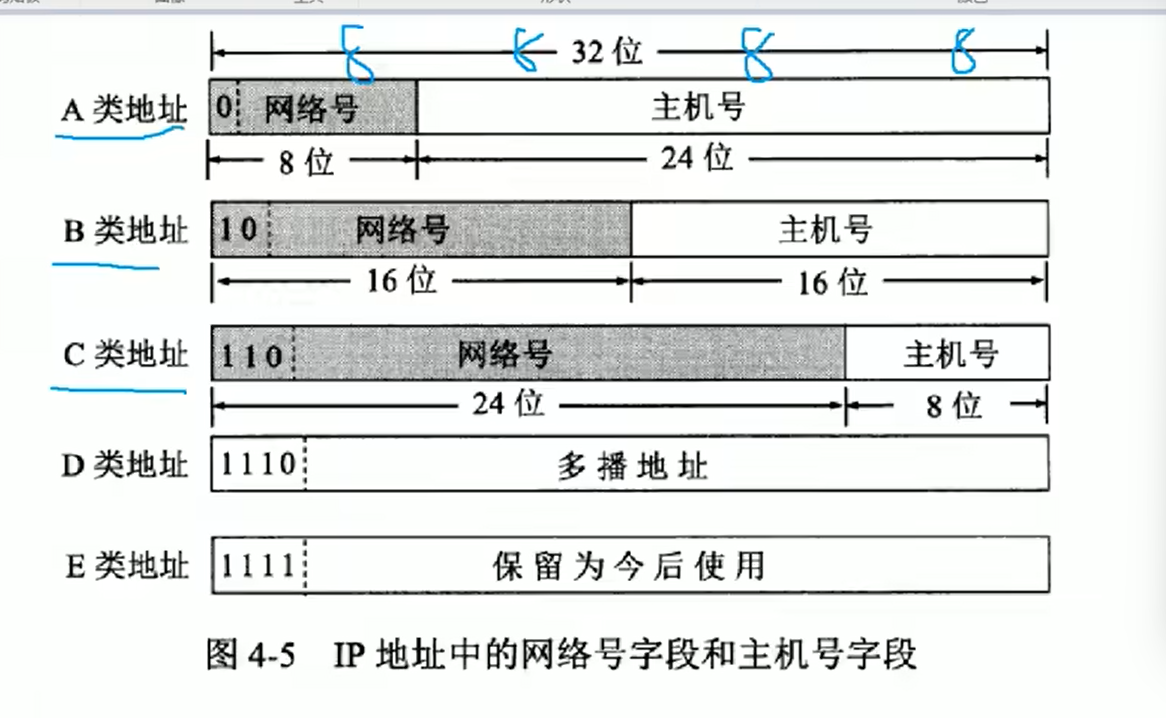 8 8 8 8
32 位
A 类地址 0 网络号 主机号
8 位 24 位
B 类地址 10 网络号 主机号
16 位 16 位
C 类地址 110 网络号 主机号
24 位 8 位
D 类地址 1110 多播地址
E 类地址 1111 保留为今后使用
图 4-5 IP 地址中的网络号字段和主机号字段